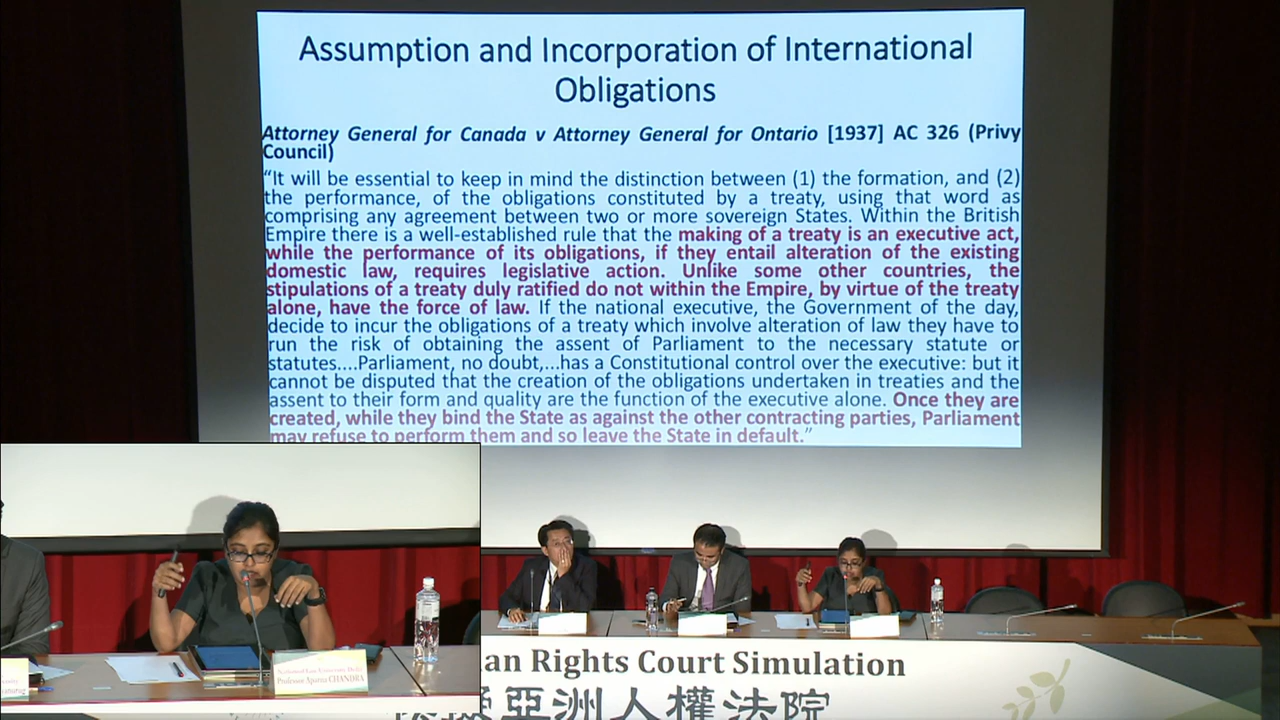 Assumption and Incorporation of International
Obligations
Attorney General for Canada v Attorney General for Ontario [1937] AC 326 (Privy
Council)
“It will be essential to keep in mind the distinction between (1) the formation, and (2)
the performance, of the obligations constituted by a treaty, using that word as
comprising any agreement between two or more sovereign States. Within the British
Empire there is a well-established rule that the making of a treaty is an executive act,
while the performance of its obligations, if they entail alteration of the existing
domestic law, requires legislative action. Unlike some other countries, the
stipulations of a treaty duly ratified do not within the Empire, by virtue of the treaty
alone, have the force of law. If the national executive, the Government of the day,
decide to incur the obligations of a treaty which involve alteration of law they have to
run the risk of obtaining the assent of Parliament to the necessary statute or
statutes....Parliament, no doubt,...has a Constitutional control over the executive: but it
cannot be disputed that the creation of the obligations undertaken in treaties and the
assent to their form and quality are the function of the executive alone. Once they are
created, while they bind the State as against the other contracting parties, Parliament
may refuse to perform them and so leave the State in default.”
Professor Aparna CHANDRA
an Rights Court Simulation
亞洲人權法院